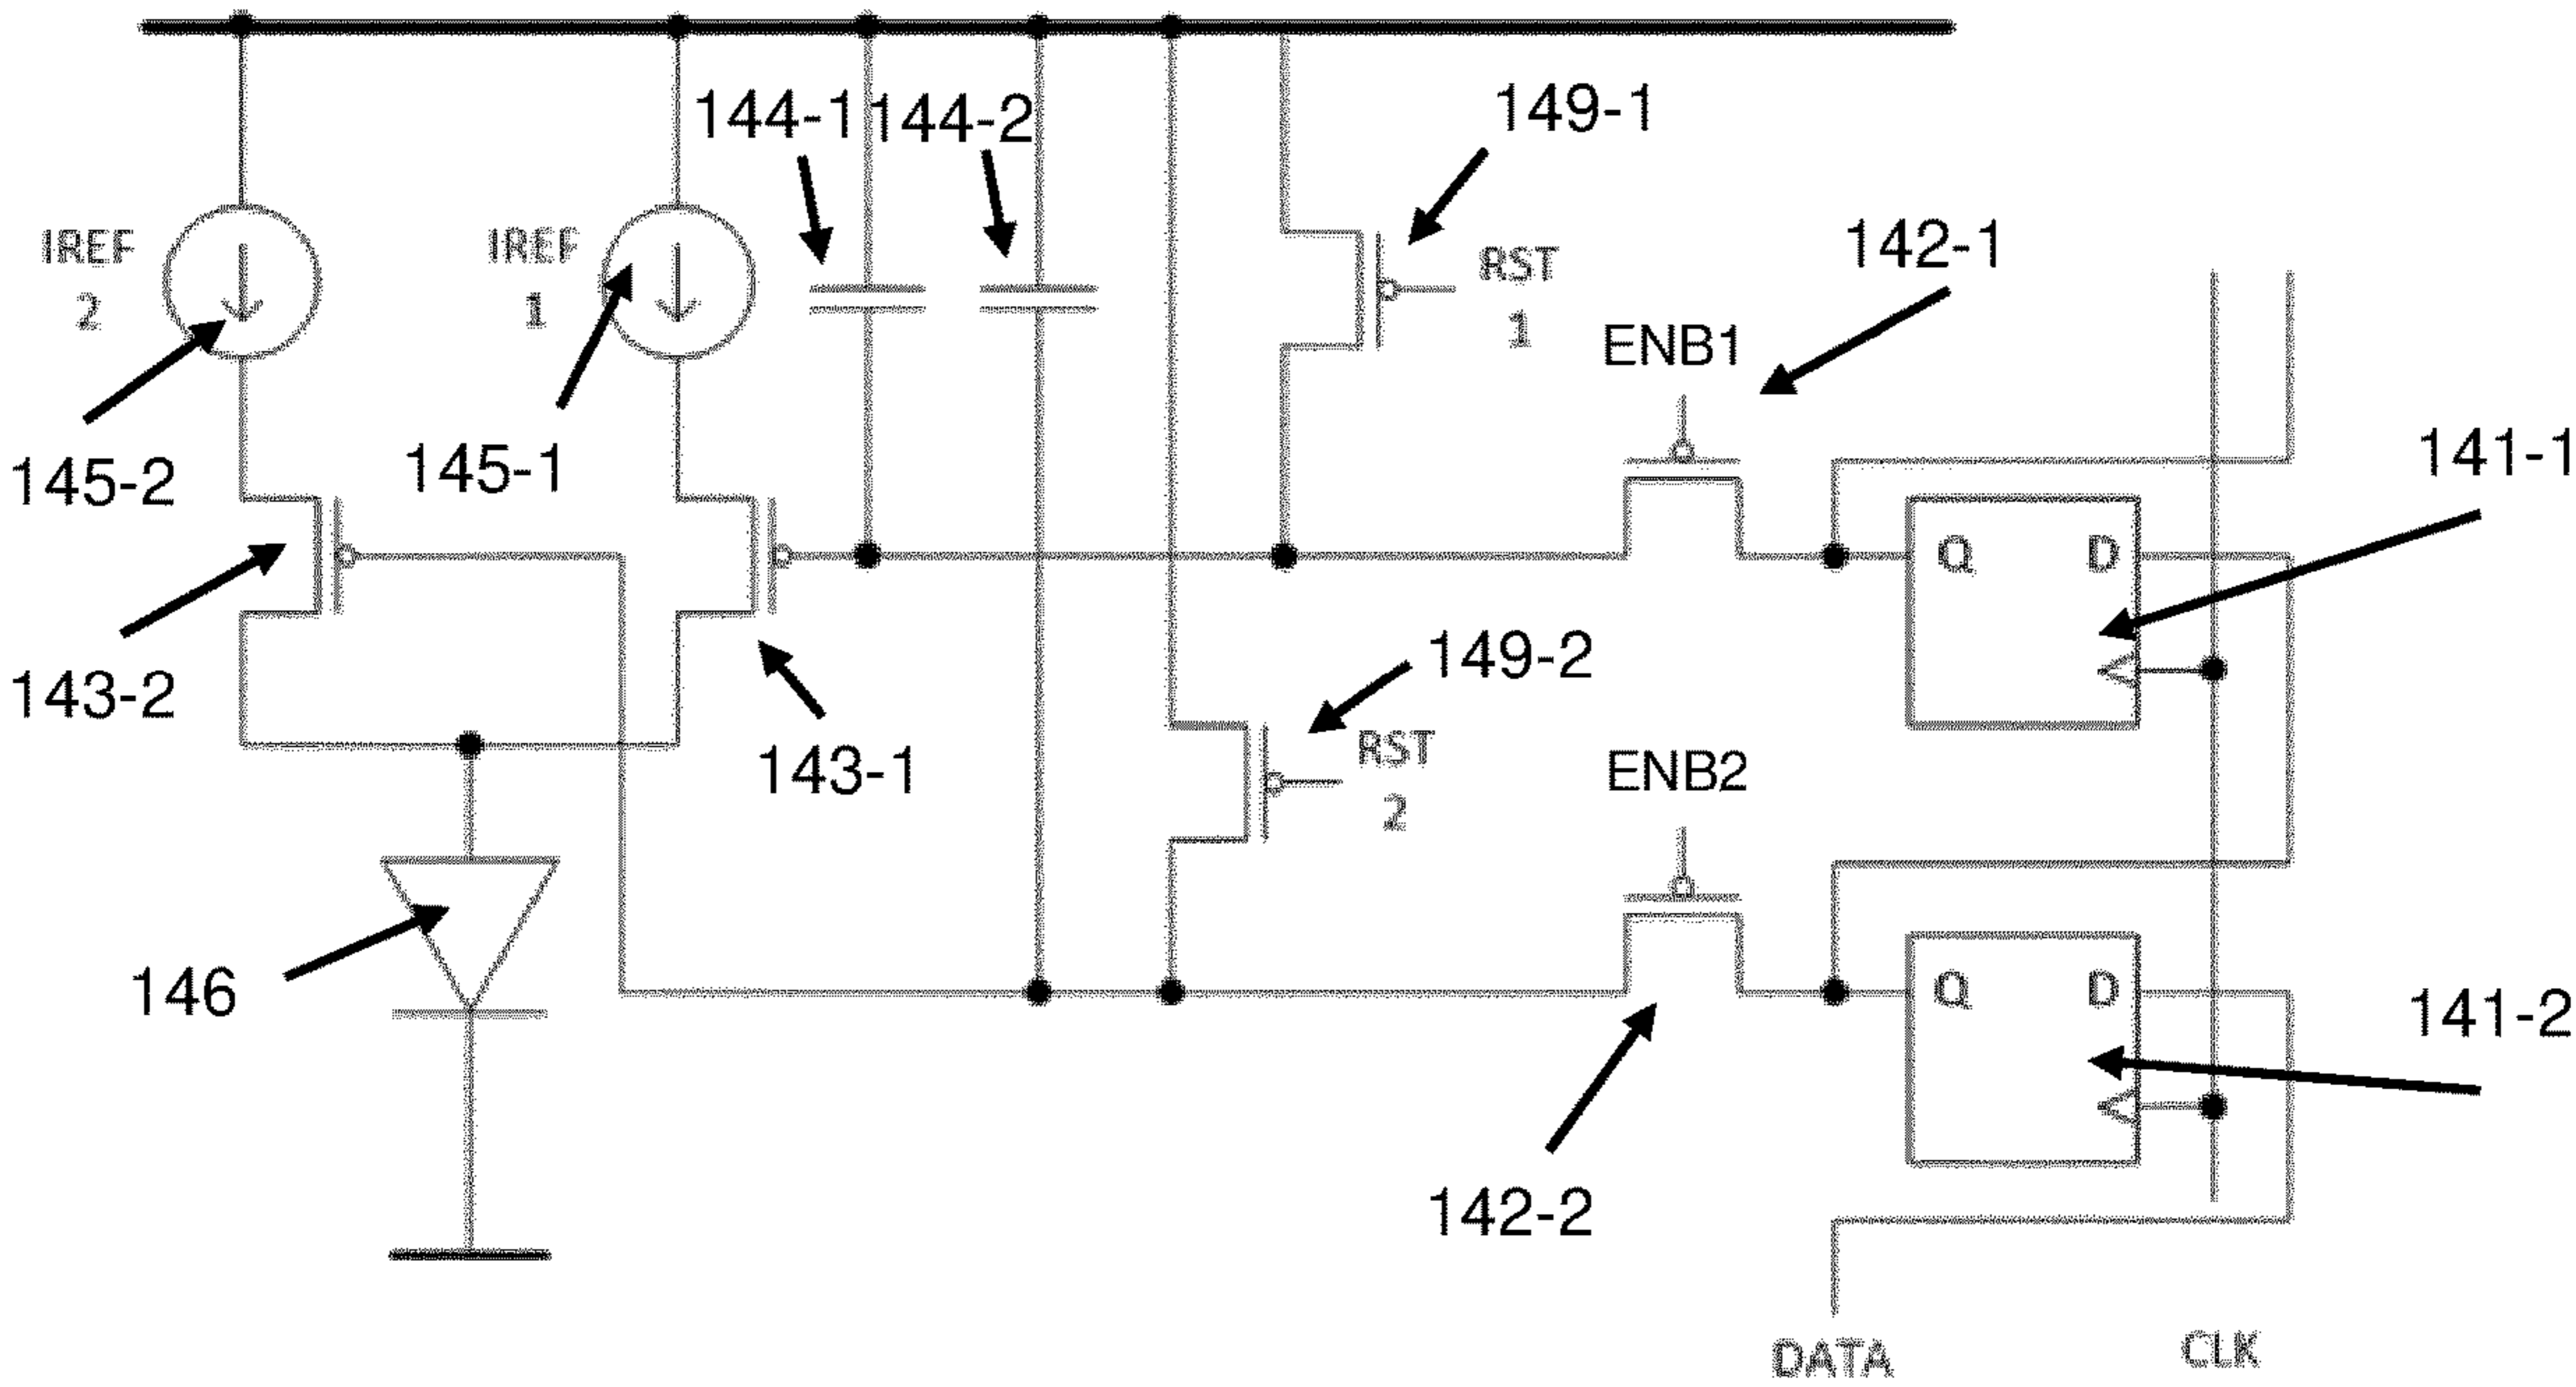 144-1
144-2
149-1
142-1
IREF
2
IREF
1
RST
1
ENB1
141-1
145-2
145-1
Q
D
143-2
143-1
149-2
RST
2
ENB2
146
Q
D
141-2
142-2
DATA
CLK